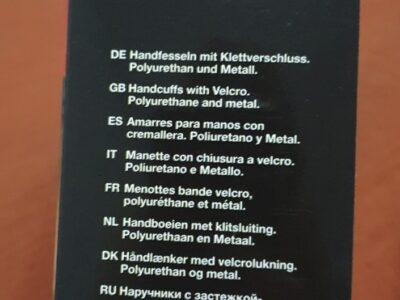 DE Handfesseln mit Klettverschluss.
Polyurethan und Metall.
GB Handcuffs with Velcro.
Polyurethane and metal.
ES Amarres para manos con
cremallera. Poliuretano y Metal.
IT Manette con chiusura a velcro.
Poliuretano e Metallo.
FR Menottes bande velcro,
polyuréthane et métal.
NL Handboeien met klitsluiting.
Polyurethaan en Metaal.
DK Håndlænker med velcrolukning.
Polyurethan og metal.
RU Наручники с застежкой-